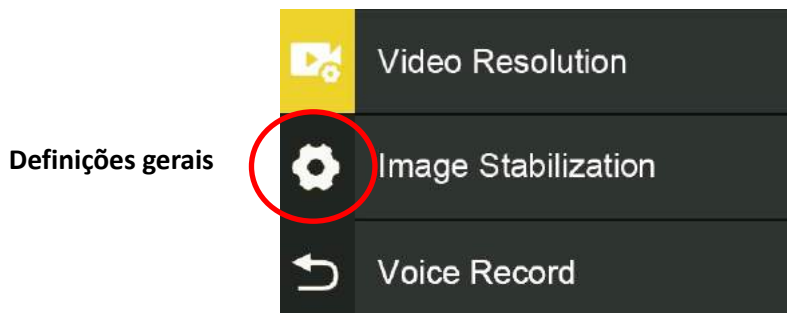 Video Resolution
Definições gerais
Image Stabilization
Voice Record